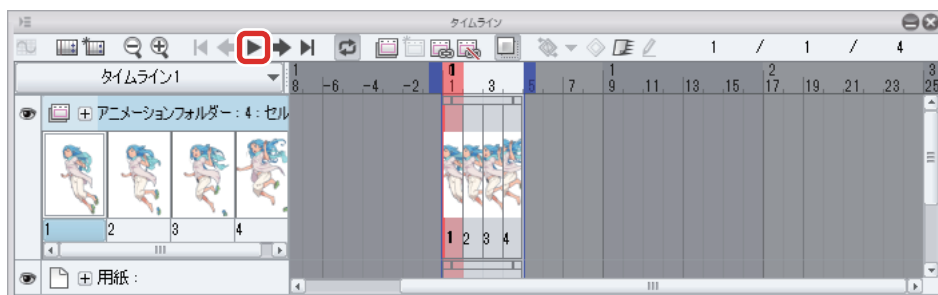 タイムライン
1 / 1 / 4
タイムライン1
1 0 1 2 3
8 -6 -4 -2 1 3 5 7 9 11 13 15 17 19 21 23 25
アニメーションフォルダー : 4 : セル
1 2 3 4
1 2 3 4
用紙 :